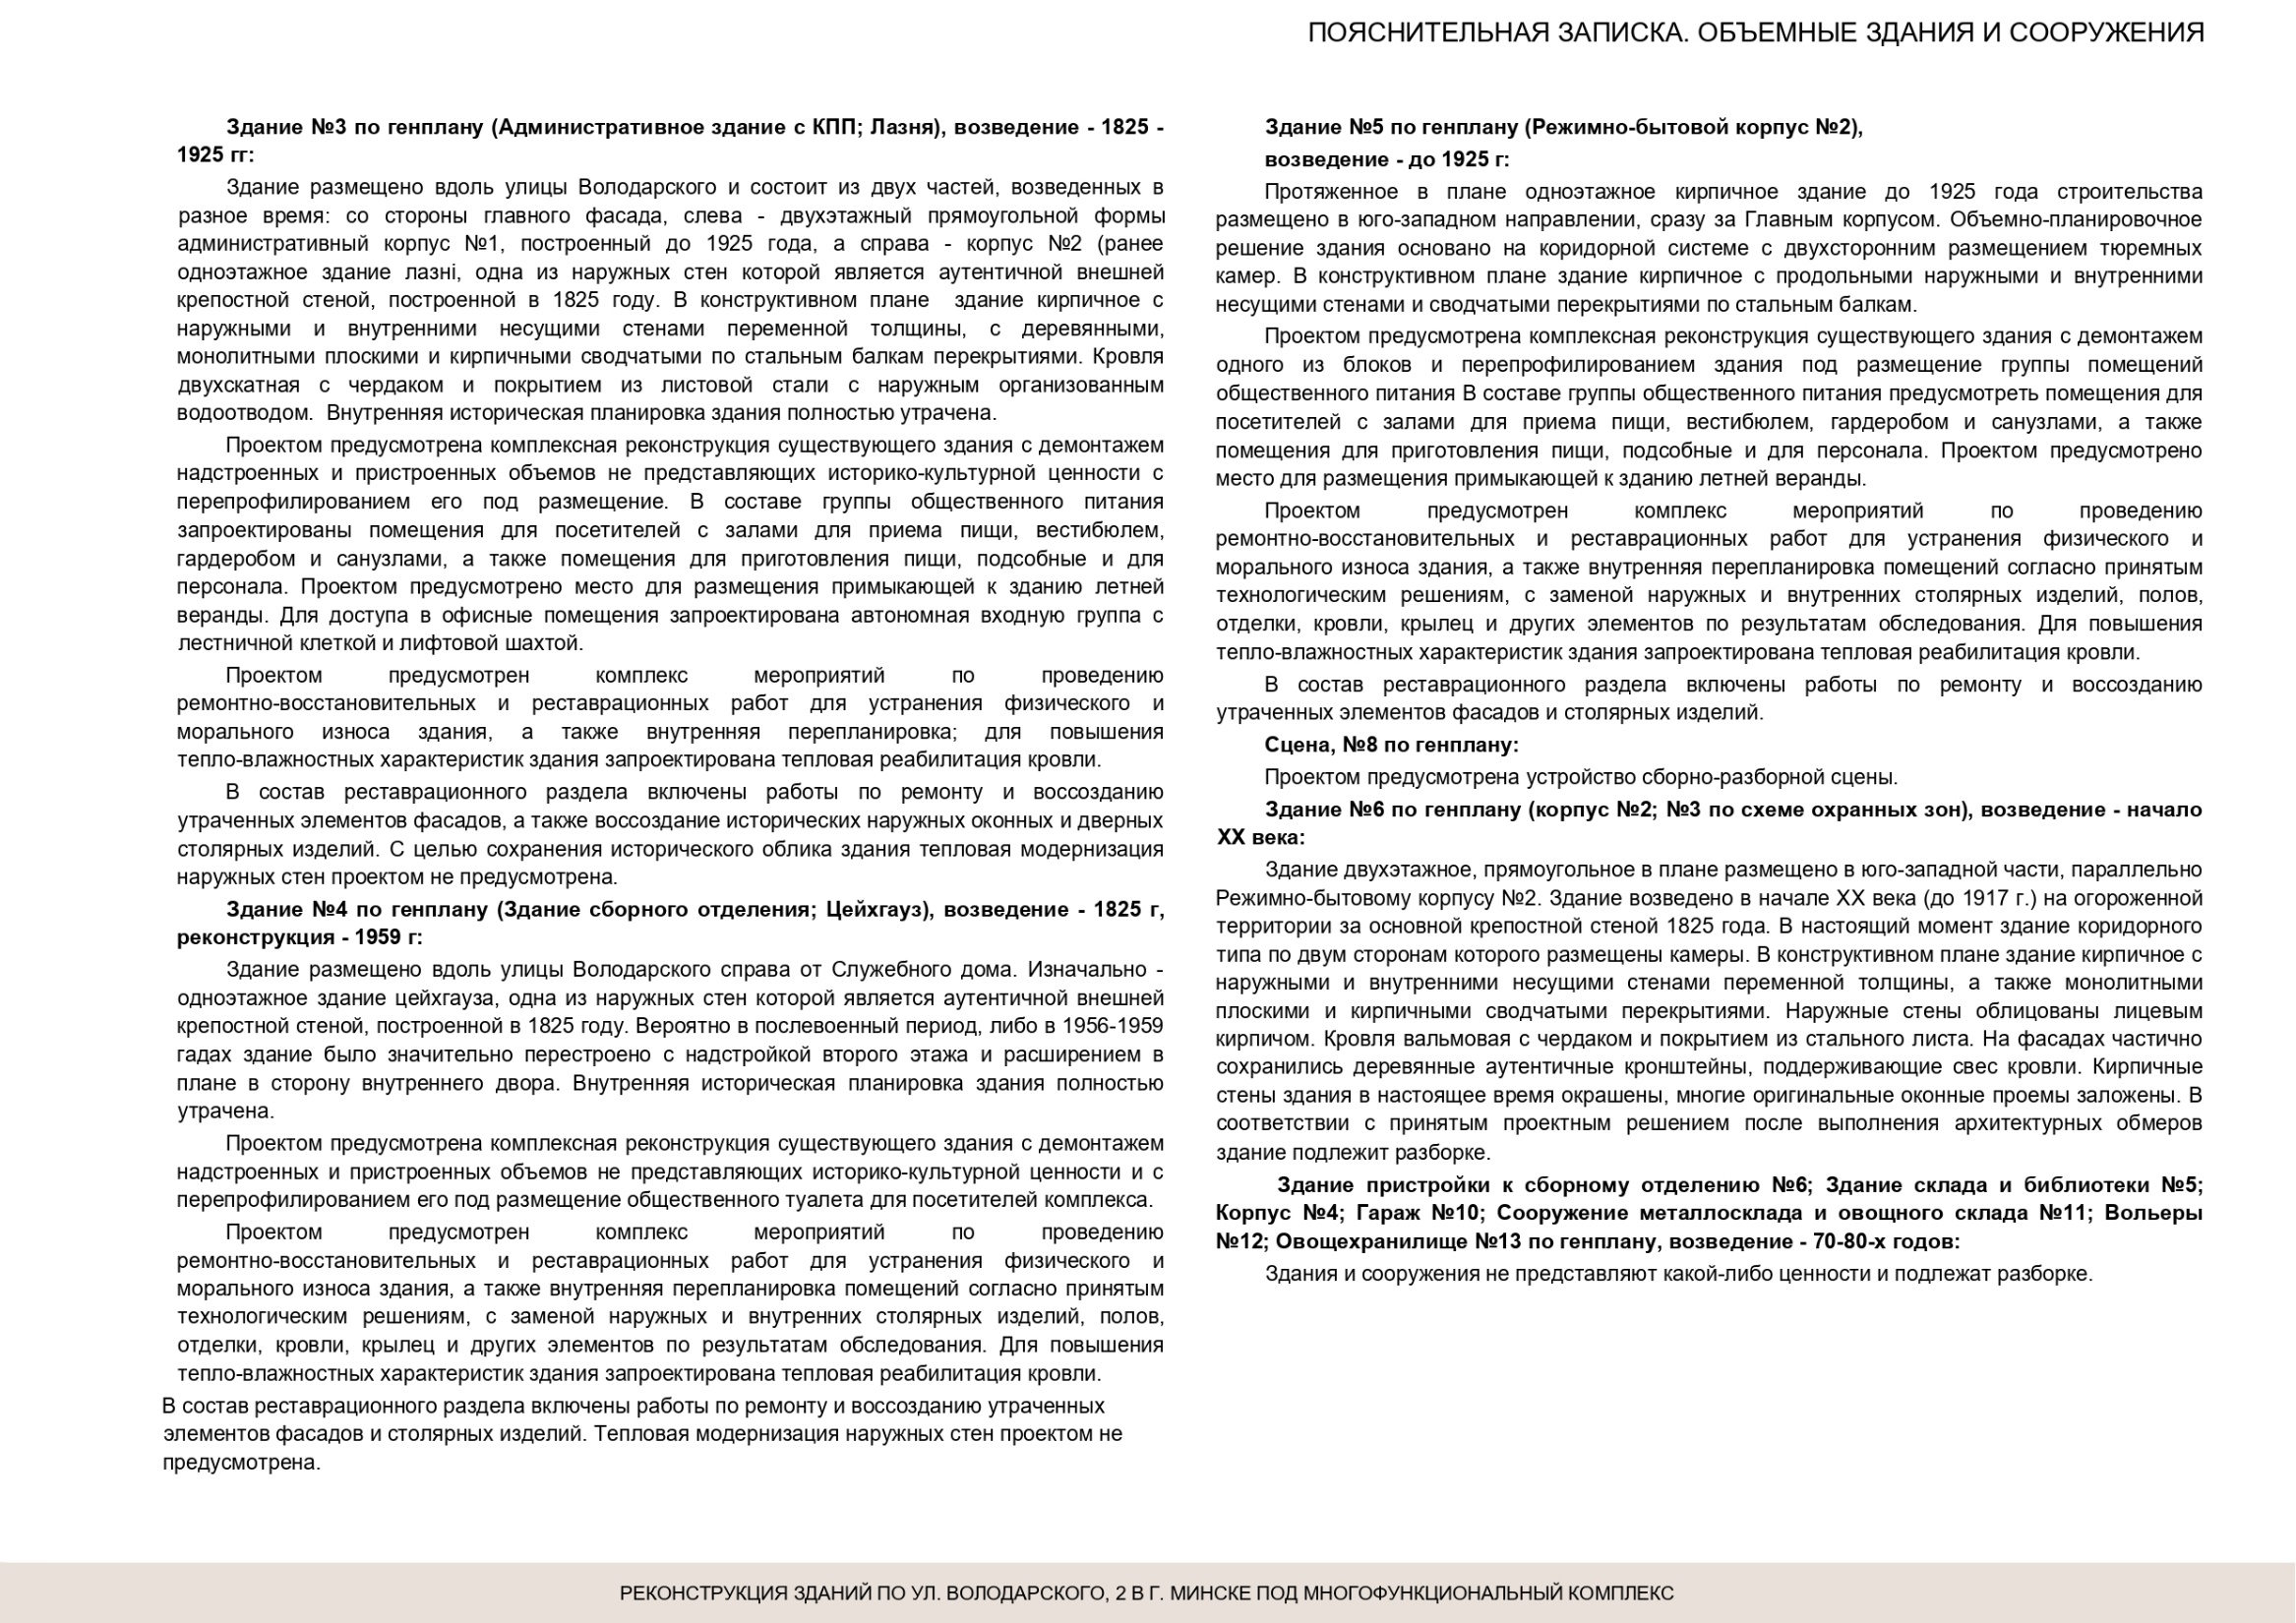 ПОЯСНИТЕЛЬНАЯ ЗАПИСКА. ОБЪЕМНЫЕ ЗДАНИЯ И СООРУЖЕНИЯ
Здание №3 по генплану (Административное здание с КПП; Лазня), возведение - 1825 -
1925 гг:
Здание размещено вдоль улицы Володарского и состоит из двух частей, возведенных в
разное время: со стороны главного фасада, слева - двухэтажный прямоугольной формы
административный корпус №1, построенный до 1925 года, а справа - корпус №2 (ранее
одноэтажное здание лазні, одна из наружных стен которой является аутентичной внешней
крепостной стеной, построенной в 1825 году. В конструктивном плане здание кирпичное с
наружными и внутренними несущими стенами переменной толщины, с деревянными,
монолитными плоскими и кирпичными сводчатыми по стальным балкам перекрытиями. Кровля
двухскатная с чердаком и покрытием из листовой стали с наружным организованным
водоотводом. Внутренняя историческая планировка здания полностью утрачена.
Проектом предусмотрена комплексная реконструкция существующего здания с демонтажем
надстроенных и пристроенных объемов не представляющих историко-культурной ценности с
перепрофилированием его под размещение. В составе группы общественного питания
запроектированы помещения для посетителей с залами для приема пищи, вестибюлем,
гардеробом и санузлами, а также помещения для приготовления пищи, подсобные и для
персонала. Проектом предусмотрено место для размещения примыкающей к зданию летней
веранды. Для доступа в офисные помещения запроектирована автономная входную группа с
лестничной клеткой и лифтовой шахтой.
Проектом предусмотрен комплекс мероприятий по проведению
ремонтно-восстановительных и реставрационных работ для устранения физического и
морального износа здания, а также внутренняя перепланировка; для повышения
тепло-влажностных характеристик здания запроектирована тепловая реабилитация кровли.
В состав реставрационного раздела включены работы по ремонту и воссозданию
утраченных элементов фасадов, а также воссоздание исторических наружных оконных и дверных
столярных изделий. С целью сохранения исторического облика здания тепловая модернизация
наружных стен проектом не предусмотрена.
Здание №4 по генплану (Здание сборного отделения; Цейхгауз), возведение - 1825 г,
реконструкция - 1959 г:
Здание размещено вдоль улицы Володарского справа от Служебного дома. Изначально -
одноэтажное здание цейхгауза, одна из наружных стен которой является аутентичной внешней
крепостной стеной, построенной в 1825 году. Вероятно в послевоенный период, либо в 1956-1959
гадах здание было значительно перестроено с надстройкой второго этажа и расширением в
плане в сторону внутреннего двора. Внутренняя историческая планировка здания полностью
утрачена.
Проектом предусмотрена комплексная реконструкция существующего здания с демонтажем
надстроенных и пристроенных объемов не представляющих историко-культурной ценности и с
перепрофилированием его под размещение общественного туалета для посетителей комплекса.
Проектом предусмотрен комплекс мероприятий по проведению
ремонтно-восстановительных и реставрационных работ для устранения физического и
морального износа здания, а также внутренняя перепланировка помещений согласно принятым
технологическим решениям, с заменой наружных и внутренних столярных изделий, полов,
отделки, кровли, крылец и других элементов по результатам обследования. Для повышения
тепло-влажностных характеристик здания запроектирована тепловая реабилитация кровли.
В состав реставрационного раздела включены работы по ремонту и воссозданию утраченных
элементов фасадов и столярных изделий. Тепловая модернизация наружных стен проектом не
предусмотрена.
Здание №5 по генплану (Режимно-бытовой корпус №2),
возведение - до 1925 г:
Протяженное в плане одноэтажное кирпичное здание до 1925 года строительства
размещено в юго-западном направлении, сразу за Главным корпусом. Объемно-планировочное
решение здания основано на коридорной системе с двухсторонним размещением тюремных
камер. В конструктивном плане здание кирпичное с продольными наружными и внутренними
несущими стенами и сводчатыми перекрытиями по стальным балкам.
Проектом предусмотрена комплексная реконструкция существующего здания с демонтажем
одного из блоков и перепрофилированием здания под размещение группы помещений
общественного питания В составе группы общественного питания предусмотреть помещения для
посетителей с залами для приема пищи, вестибюлем, гардеробом и санузлами, а также
помещения для приготовления пищи, подсобные и для персонала. Проектом предусмотрено
место для размещения примыкающей к зданию летней веранды.
Проектом предусмотрен комплекс мероприятий по проведению
ремонтно-восстановительных и реставрационных работ для устранения физического и
морального износа здания, а также внутренняя перепланировка помещений согласно принятым
технологическим решениям, с заменой наружных и внутренних столярных изделий, полов,
отделки, кровли, крылец и других элементов по результатам обследования. Для повышения
тепло-влажностных характеристик здания запроектирована тепловая реабилитация кровли.
В состав реставрационного раздела включены работы по ремонту и воссозданию
утраченных элементов фасадов и столярных изделий.
Сцена, №8 по генплану:
Проектом предусмотрена устройство сборно-разборной сцены.
Здание №6 по генплану (корпус №2; №3 по схеме охранных зон), возведение - начало
ХХ века:
Здание двухэтажное, прямоугольное в плане размещено в юго-западной части, параллельно
Режимно-бытовому корпусу №2. Здание возведено в начале ХХ века (до 1917 г.) на огороженной
территории за основной крепостной стеной 1825 года. В настоящий момент здание коридорного
типа по двум сторонам которого размещены камеры. В конструктивном плане здание кирпичное с
наружными и внутренними несущими стенами переменной толщины, а также монолитными
плоскими и кирпичными сводчатыми перекрытиями. Наружные стены облицованы лицевым
кирпичом. Кровля вальмовая с чердаком и покрытием из стального листа. На фасадах частично
сохранились деревянные аутентичные кронштейны, поддерживающие свес кровли. Кирпичные
стены здания в настоящее время окрашены, многие оригинальные оконные проемы заложены. В
соответствии с принятым проектным решением после выполнения архитектурных обмеров
здание подлежит разборке.
Здание пристройки к сборному отделению №6; Здание склада и библиотеки №5;
Корпус №4; Гараж №10; Сооружение металлосклада и овощного склада №11; Вольеры
№12; Овощехранилище №13 по генплану, возведение - 70-80-х годов:
Здания и сооружения не представляют какой-либо ценности и подлежат разборке.
РЕКОНСТРУКЦИЯ ЗДАНИЙ ПО УЛ. ВОЛОДАРСКОГО, 2 В Г. МИНСКЕ ПОД МНОГОФУНКЦИОНАЛЬНЫЙ КОМПЛЕКС